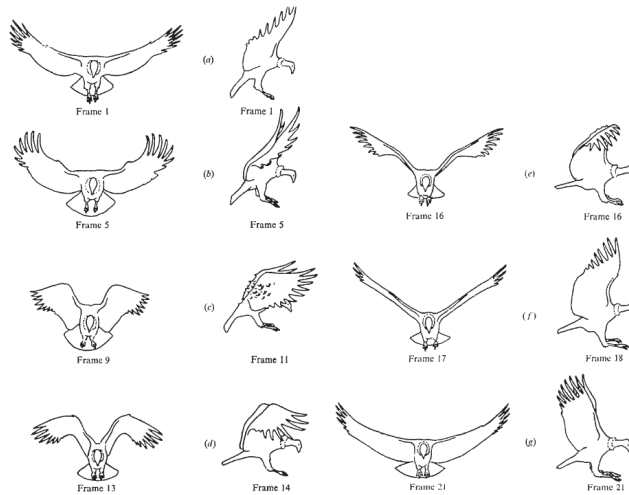 (a)
Frame 1
Frame 1
(b)
(e)
Frame 5
Frame 5
Frame 16
Frame 16
(c)
(f)
Frame 9
Frame 11
Frame 17
Frame 18
(d)
(g)
Frame 13
Frame 14
Frame 21
Frame 21